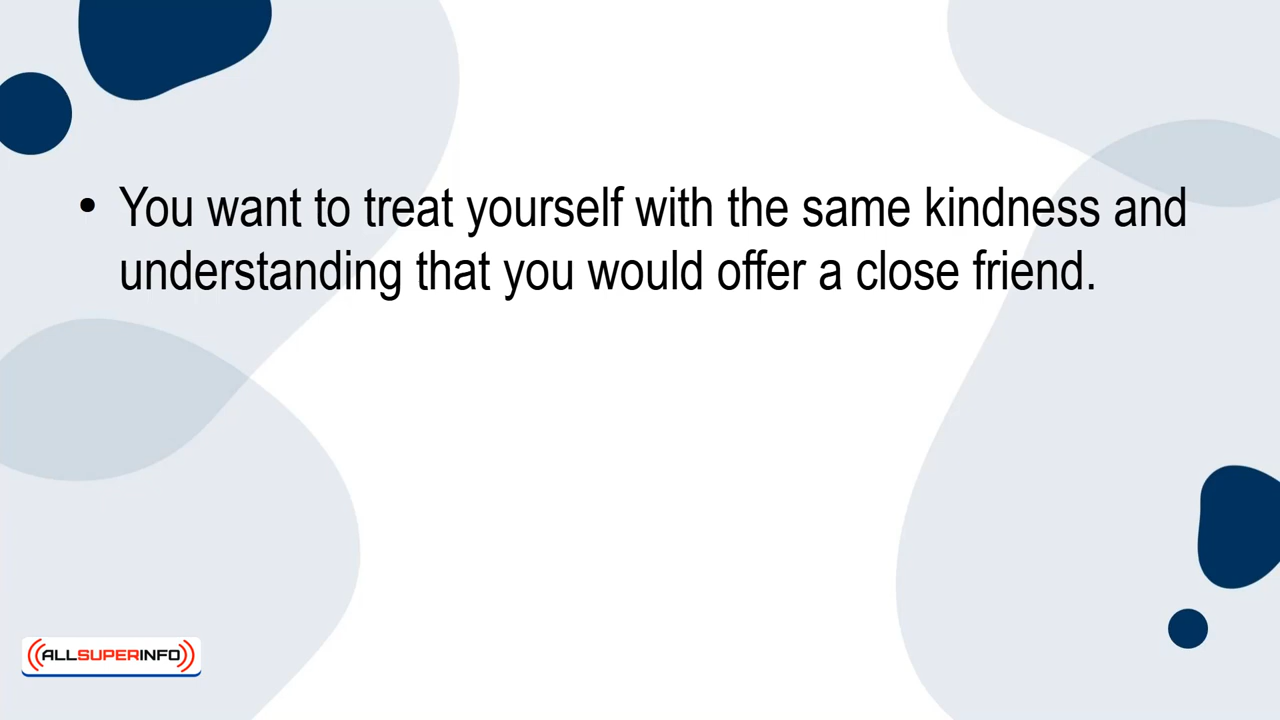 • You want to treat yourself with the same kindness and
understanding that you would offer a close friend.
((ALLSUPERINFO))